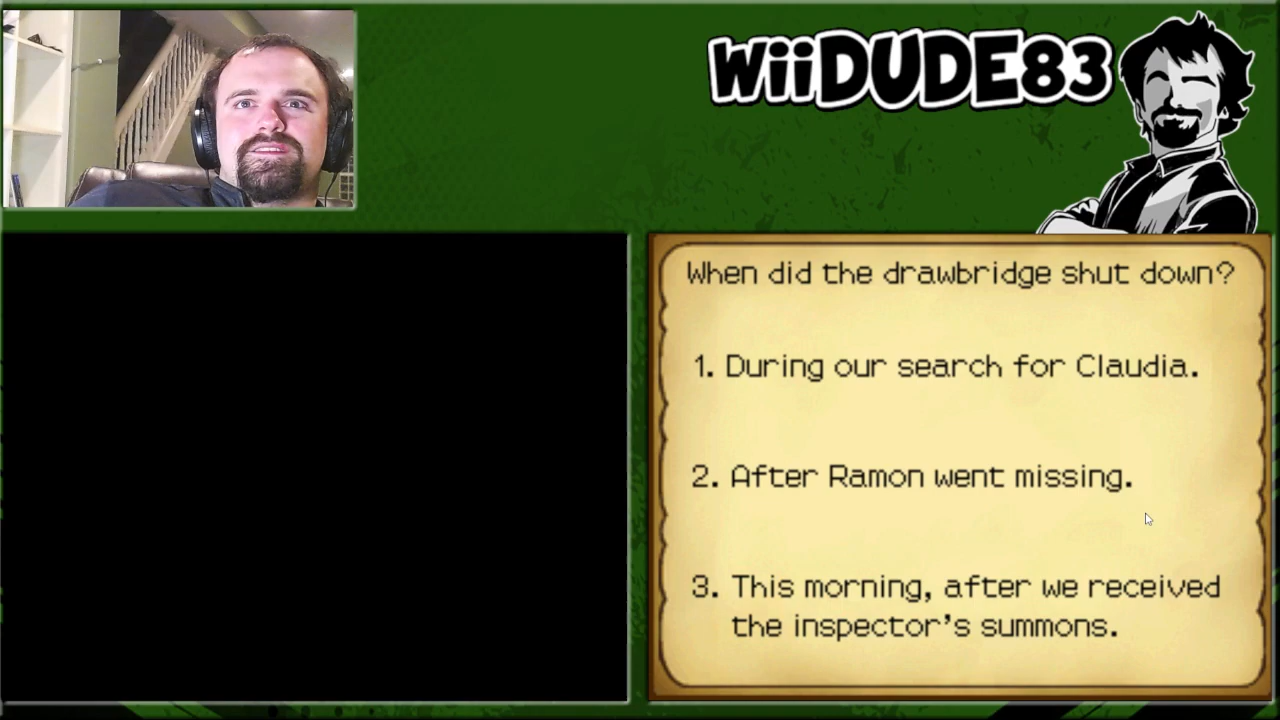 WiiDUDE83
When did the drawbridge shut down?
1. During our search for Claudia.
2. After Ramon went missing.
3. This morning, after we received
the inspector's summons.